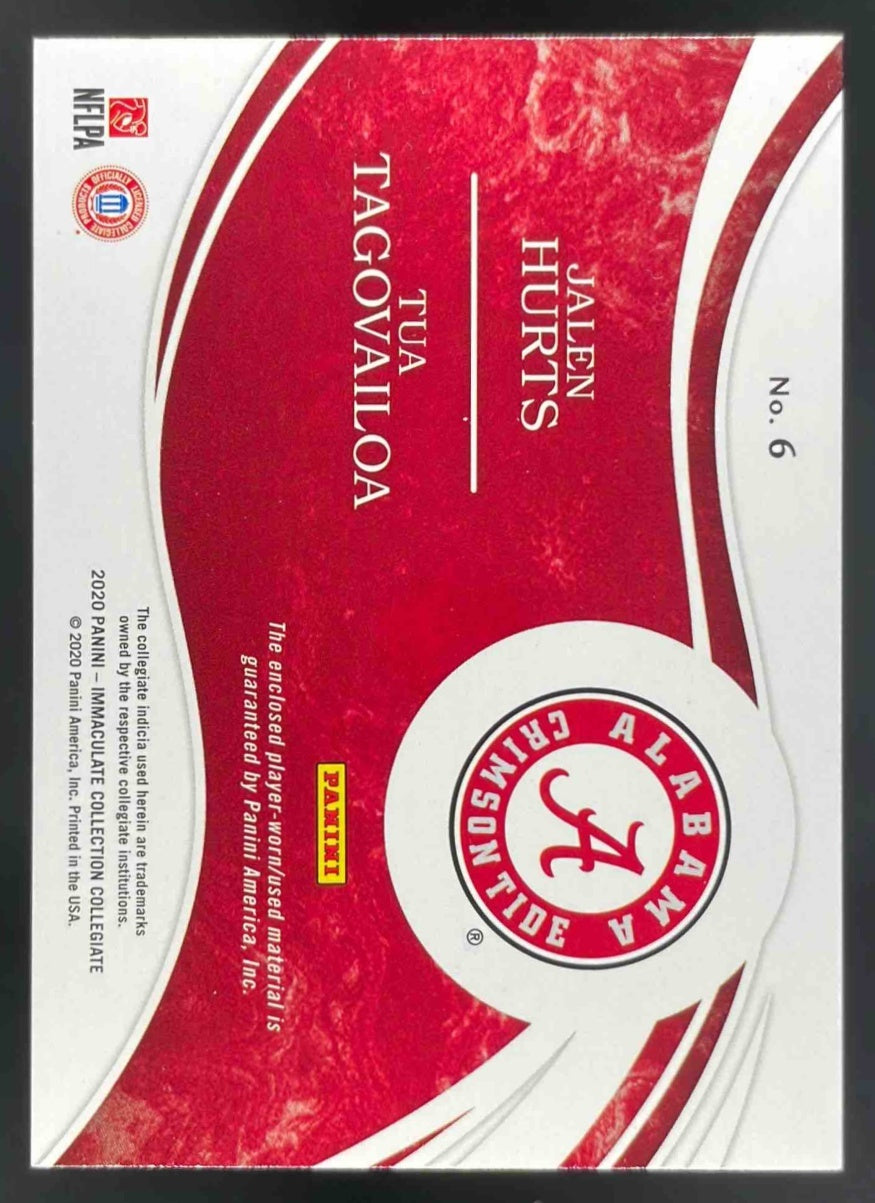 No. 6
JALEN
HURTS
TUA
TAGOVAILOA
ALABAMA
A
CRIMSON TIDE
®
PANINI
The enclosed player-worn/used material is
guaranteed by Panini America, Inc.
NFLPA
OFFICIALLY LICENSED COLLEGIATE PRODUCTS
The collegiate indicia used herein are trademarks
owned by the respective collegiate institutions.
2020 PANINI – IMMACULATE COLLECTION COLLEGIATE
© 2020 Panini America, Inc. Printed in the USA.